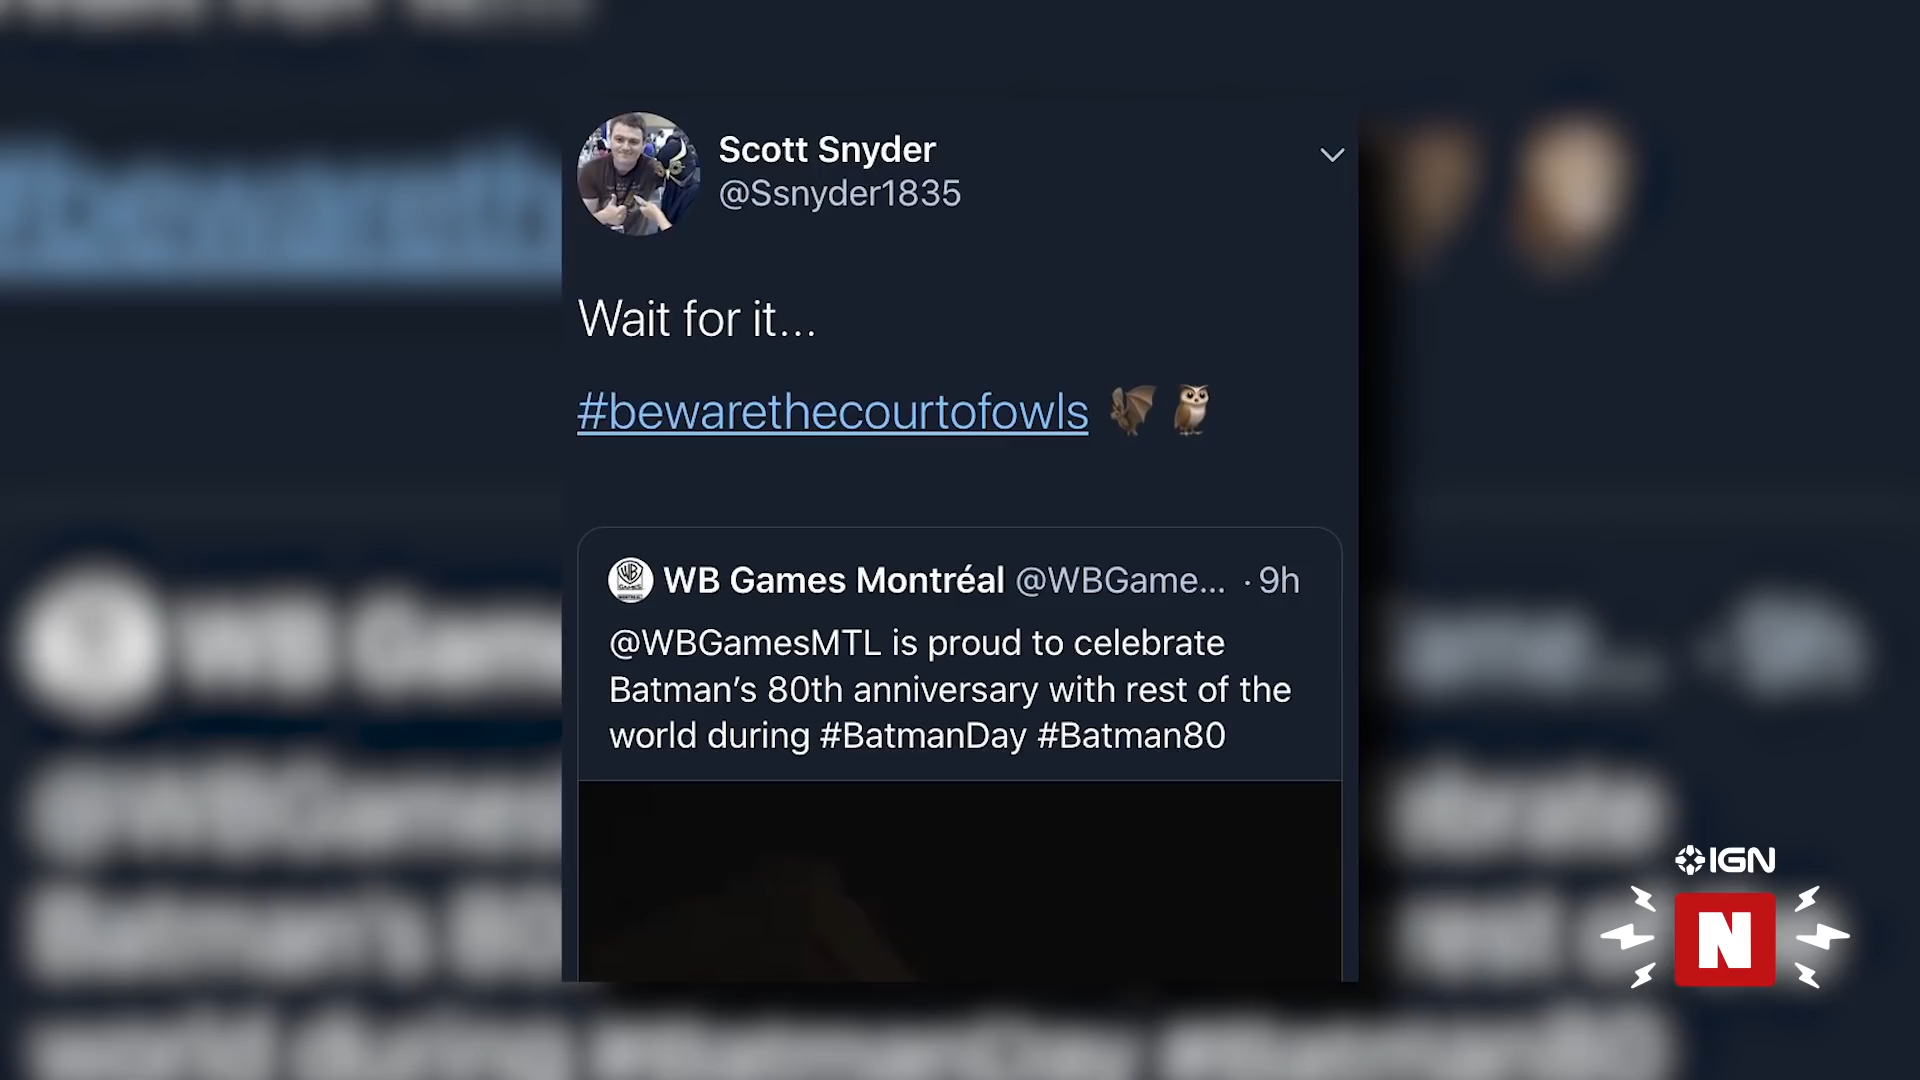 Scott Snyder
@Ssnyder1835
Wait for it...
#bewarethecourtofowls 🦇 🦉
WB Games Montréal @WBGame... · 9h
@WBGamesMTL is proud to celebrate
Batman’s 80th anniversary with rest of the
world during #BatmanDay #Batman80
IGN
N